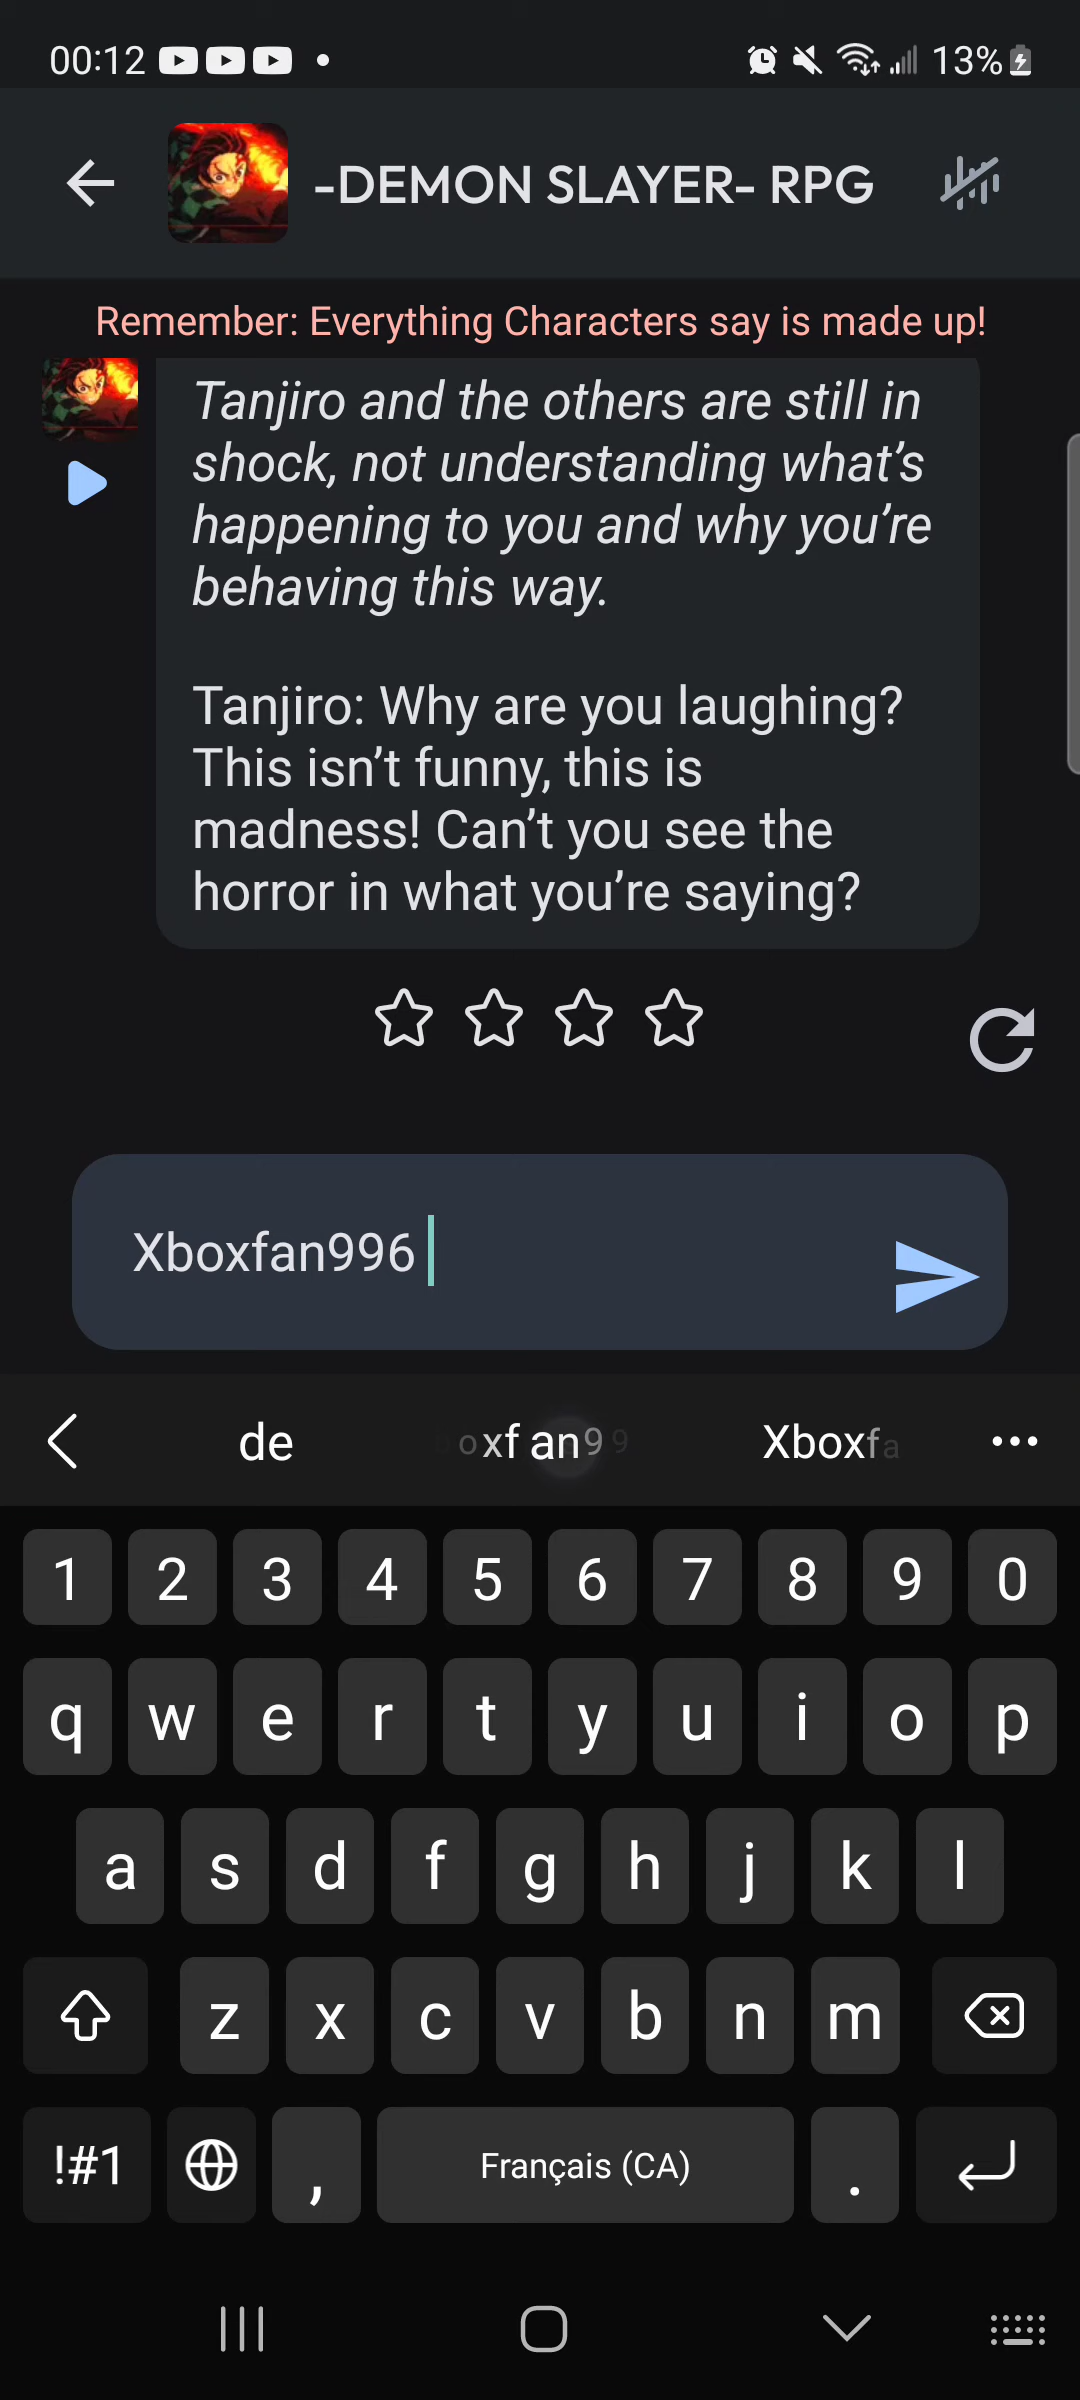 00:12
13%
-DEMON SLAYER- RPG
Remember: Everything Characters say is made up!
Tanjiro and the others are still in
shock, not understanding what’s
happening to you and why you’re
behaving this way.
Tanjiro: Why are you laughing?
This isn’t funny, this is
madness! Can’t you see the
horror in what you’re saying?
Xboxfan996
de boxfan99 Xboxfa
1 2 3 4 5 6 7 8 9 0
q w e r t y u i o p
a s d f g h j k l
z x c v b n m
!#1 , Français (CA) .